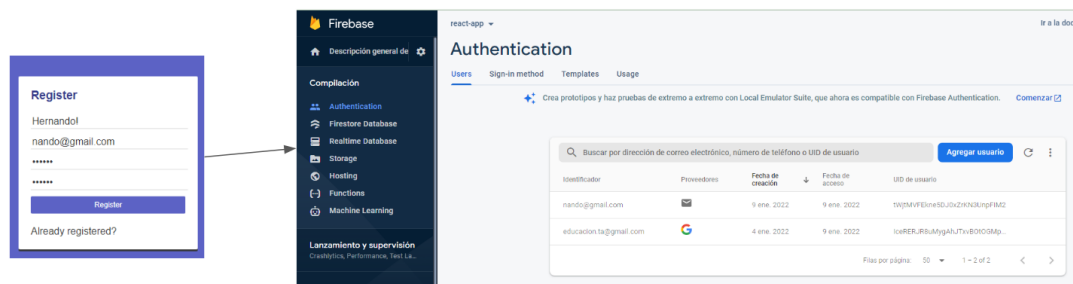 Register
Hernando!
nando@gmail.com
••••••
••••••
Register
Already registered?
Firebase
Descripción general de
Compilación
Authentication
Firestore Database
Realtime Database
Storage
Hosting
Functions
Machine Learning
Lanzamiento y supervisión
Crashlytics, Performance, Test La...
react-app
Ir a la doc
Authentication
Users Sign-in method Templates Usage
Crea prototipos y haz pruebas de extremo a extremo con Local Emulator Suite, que ahora es compatible con Firebase Authentication. Comenzar
Buscar por dirección de correo electrónico, número de teléfono o UID de usuario Agregar usuario
Identificador Proveedores Fecha de creación Fecha de acceso UID de usuario
nando@gmail.com 9 ene. 2022 9 ene. 2022
educacion.ta@gmail.com 4 ene. 2022 9 ene. 2022
Filas por página: 50 1 – 2 of 2